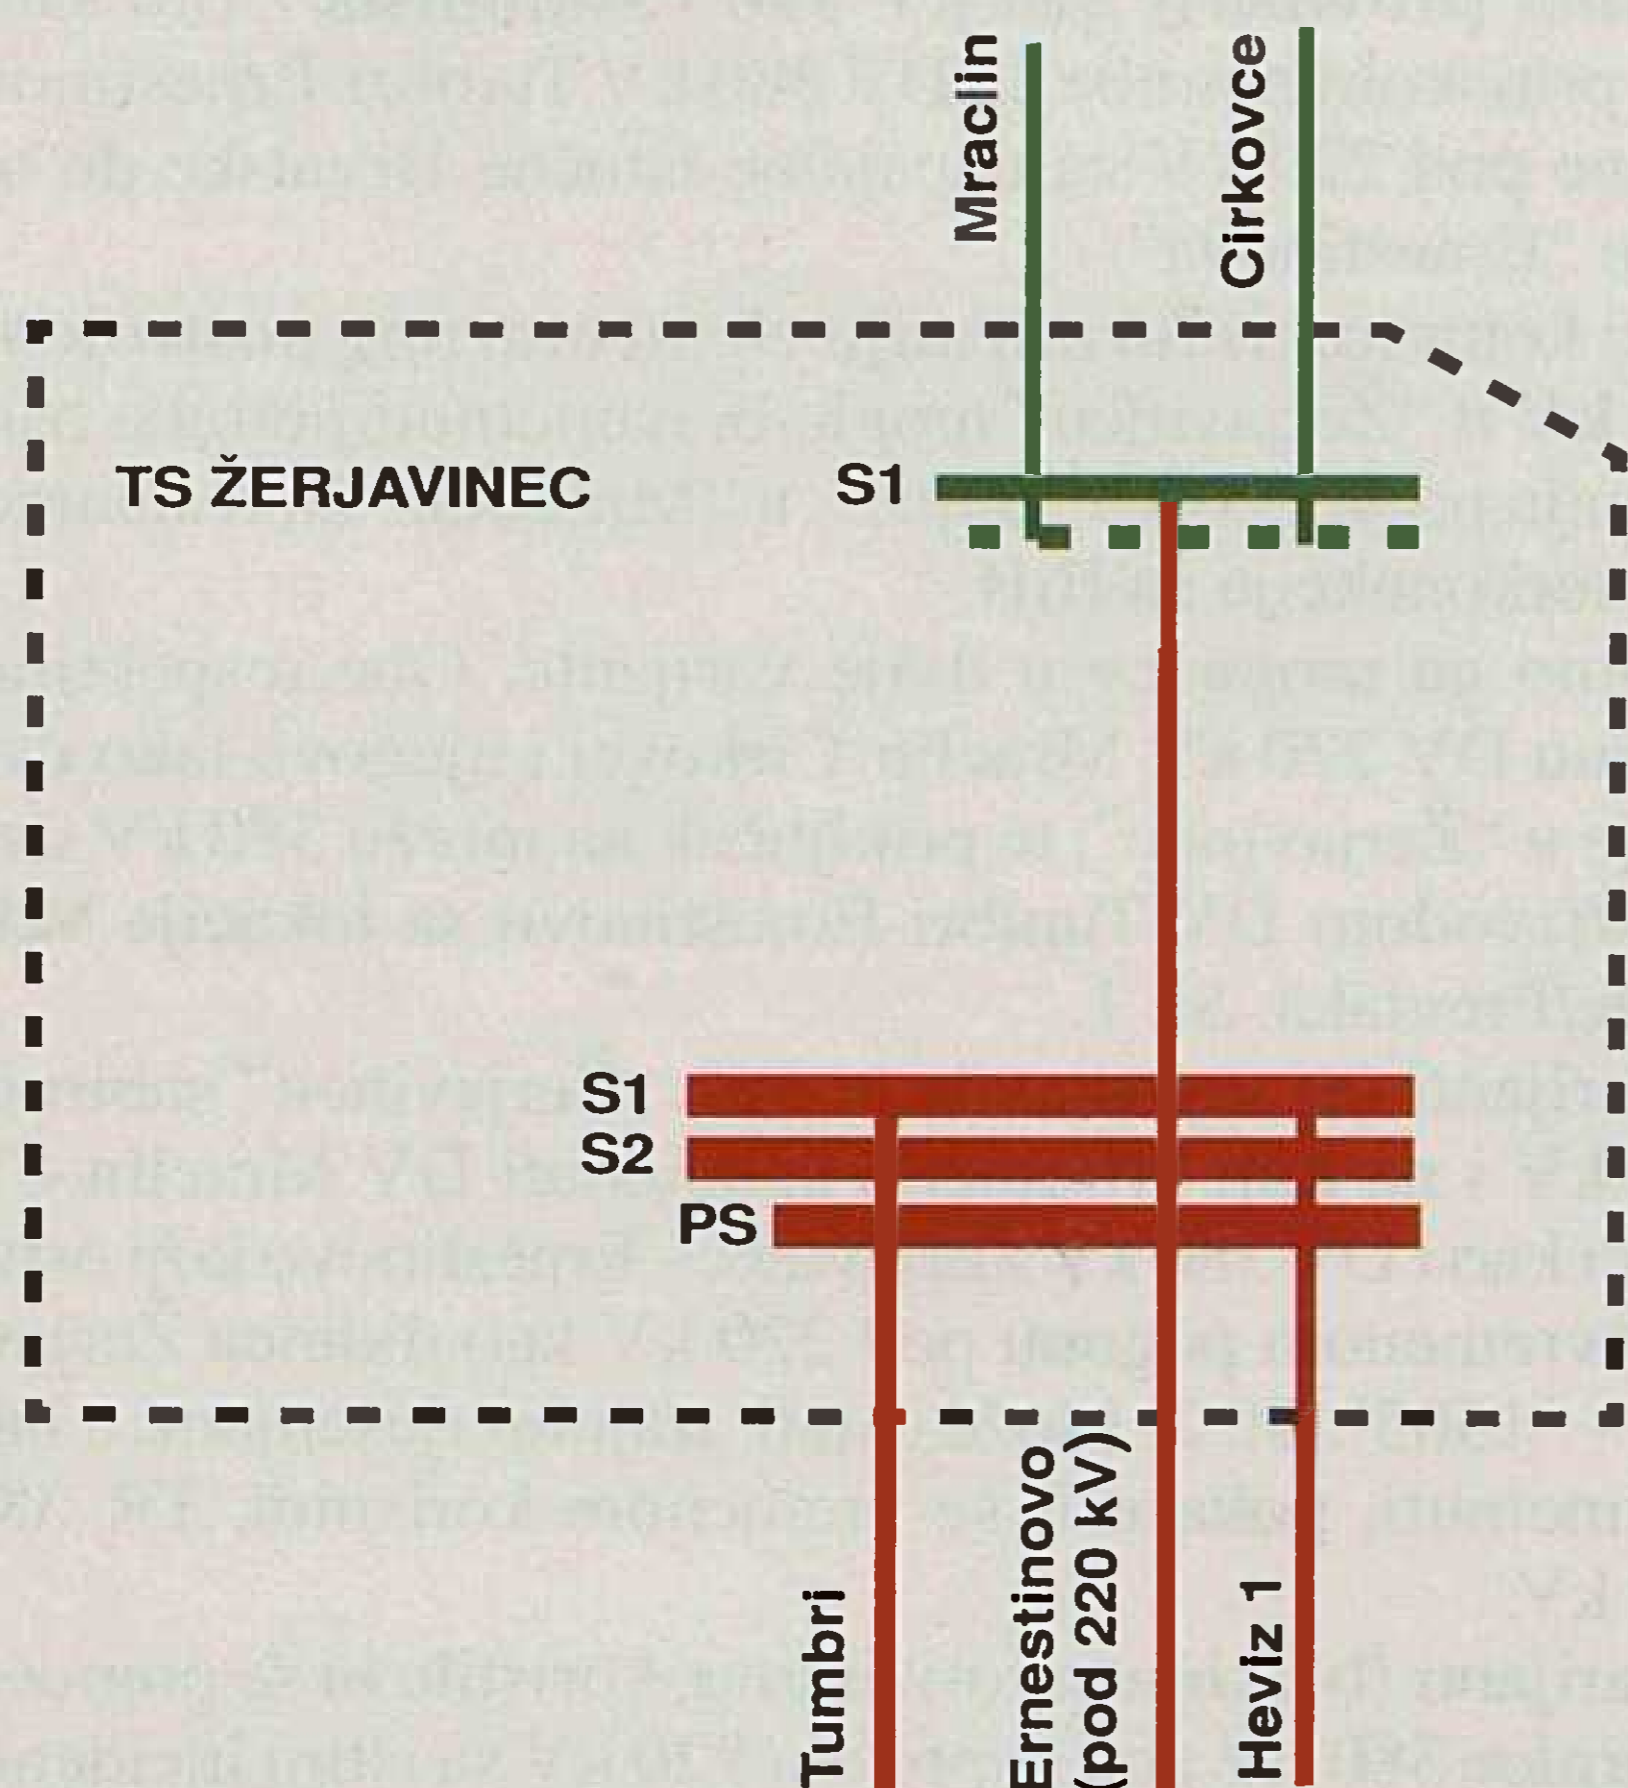 Mraclin
Cirkovce
TS ŽERJAVINEC
S1
S1
S2
PS
Tumbri
Ernestinovo
(pod 220 kV)
Heviz 1